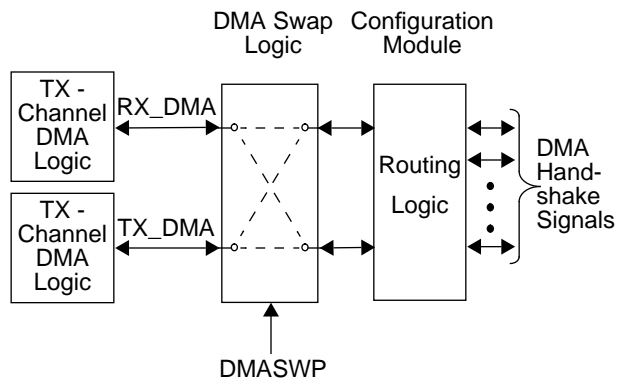 DMA Swap
Logic
Configuration
Module
TX -
Channel
DMA
Logic
RX_DMA
TX -
Channel
DMA
Logic
TX_DMA
Routing
Logic
DMA
Hand-
shake
Signals
DMASWP